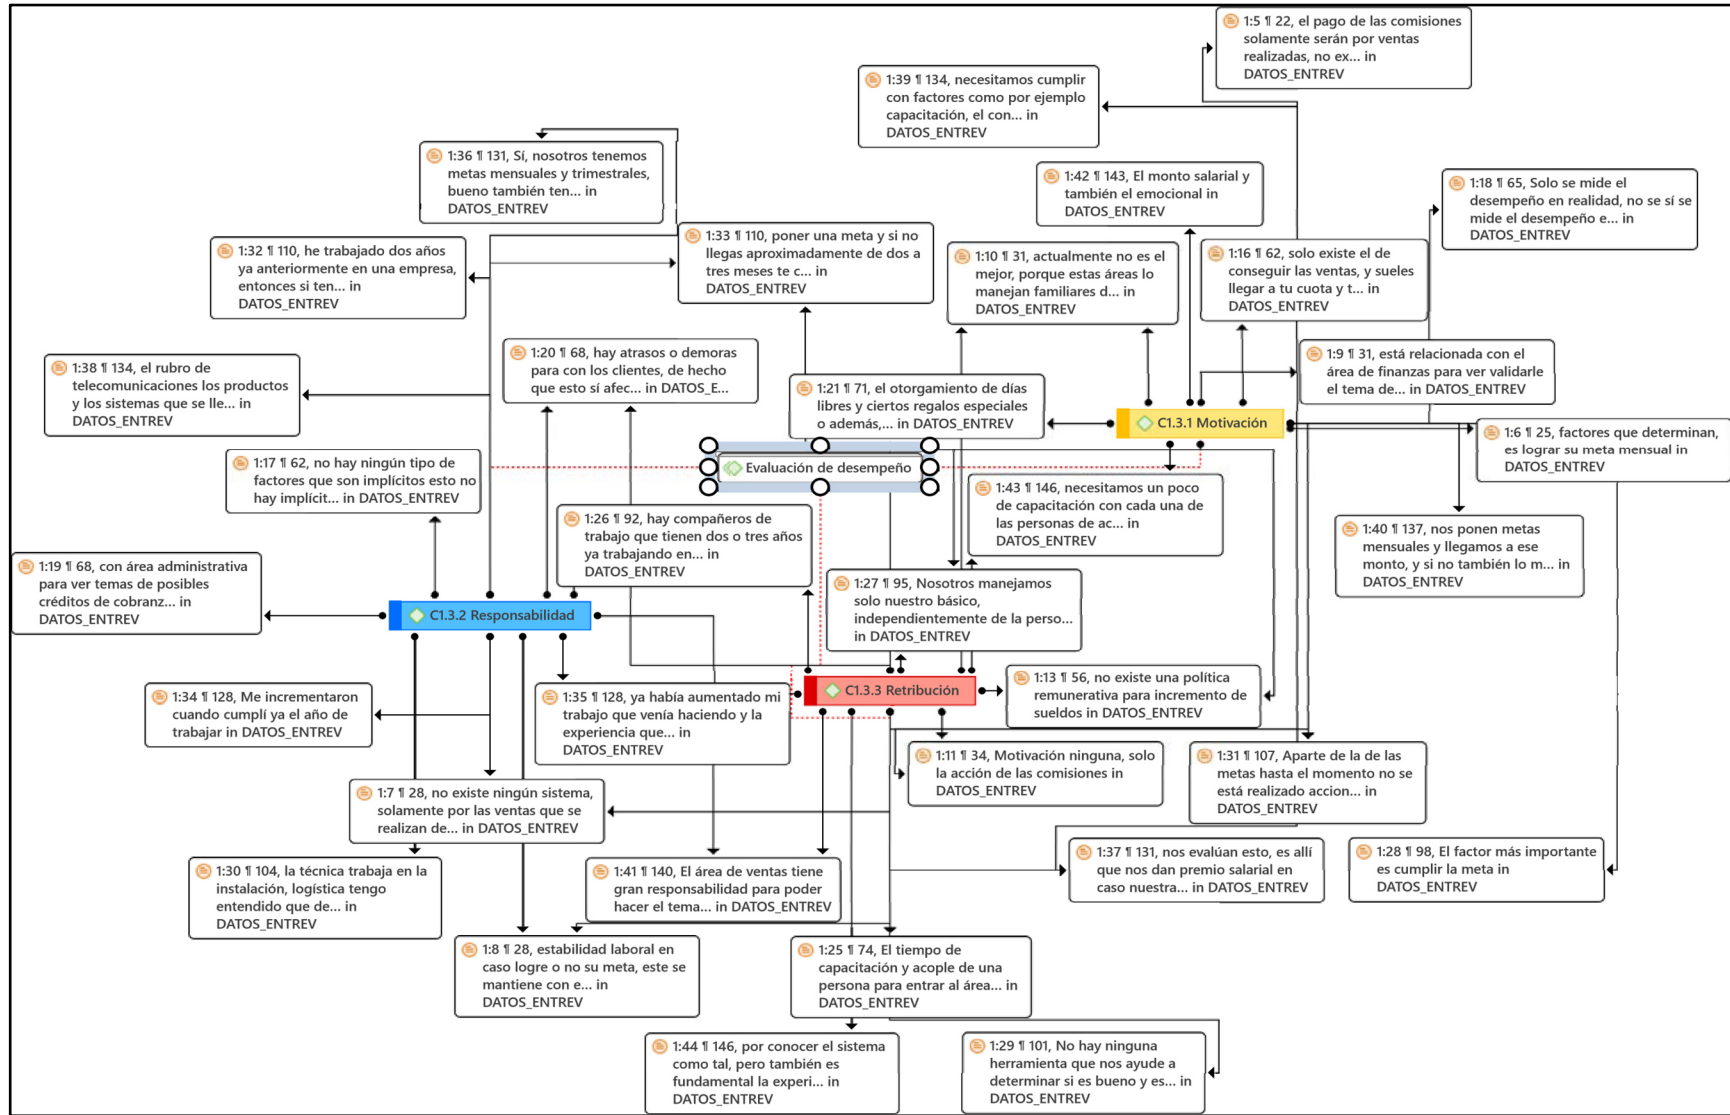 1:5 ¶ 22, el pago de las comisiones
solamente serán por ventas
realizadas, no ex... in
DATOS_ENTREV
1:39 ¶ 134, necesitamos cumplir
con factores como por ejemplo
capacitación, el con... in
DATOS_ENTREV
1:36 ¶ 131, Sí, nosotros tenemos
metas mensuales y trimestrales,
bueno también ten... in
DATOS_ENTREV
1:42 ¶ 143, El monto salarial y
también el emocional in
DATOS_ENTREV
1:18 ¶ 65, Solo se mide el
desempeño en realidad, no se sí se
mide el desempeño e... in
DATOS_ENTREV
1:32 ¶ 110, he trabajado dos años
ya anteriormente en una empresa,
entonces si ten... in
DATOS_ENTREV
1:33 ¶ 110, poner una meta y si no
llegas aproximadamente de dos a
tres meses te c... in
DATOS_ENTREV
1:10 ¶ 31, actualmente no es el
mejor, porque estas áreas lo
manejan familiares d... in
DATOS_ENTREV
1:16 ¶ 62, solo existe el de
conseguir las ventas, y sueles
llegar a tu cuota y t... in
DATOS_ENTREV
1:38 ¶ 134, el rubro de
telecomunicaciones los productos
y los sistemas que se lle... in
DATOS_ENTREV
1:20 ¶ 68, hay atrasos o demoras
para con los clientes, de hecho
que esto sí afec... in DATOS_E...
1:9 ¶ 31, está relacionada con el
área de finanzas para ver validarle
el tema de... in DATOS_ENTREV
1:21 ¶ 71, el otorgamiento de días
libres y ciertos regalos especiales
o además,... in DATOS_ENTREV
C1.3.1 Motivación
1:6 ¶ 25, factores que determinan,
es lograr su meta mensual in
DATOS_ENTREV
Evaluación de desempeño
1:17 ¶ 62, no hay ningún tipo de
factores que son implícitos esto no
hay implícit... in DATOS_ENTREV
1:43 ¶ 146, necesitamos un poco
de capacitación con cada una de
las personas de ac... in
DATOS_ENTREV
1:26 ¶ 92, hay compañeros de
trabajo que tienen dos o tres años
ya trabajando en... in
DATOS_ENTREV
1:40 ¶ 137, nos ponen metas
mensuales y llegamos a ese
monto, y si no también lo m... in
DATOS_ENTREV
1:19 ¶ 68, con área administrativa
para ver temas de posibles
créditos de cobranz... in
DATOS_ENTREV
1:27 ¶ 95, Nosotros manejamos
solo nuestro básico,
independientemente de la perso...
in DATOS_ENTREV
C1.3.2 Responsabilidad
1:34 ¶ 128, Me incrementaron
cuando cumplí ya el año de
trabajar in DATOS_ENTREV
1:35 ¶ 128, ya había aumentado mi
trabajo que venía haciendo y la
experiencia que... in
DATOS_ENTREV
C1.3.3 Retribución
1:13 ¶ 56, no existe una política
remunerativa para incremento de
sueldos in DATOS_ENTREV
1:11 ¶ 34, Motivación ninguna, solo
la acción de las comisiones in
DATOS_ENTREV
1:31 ¶ 107, Aparte de la de las
metas hasta el momento no se
está realizado accion... in
DATOS_ENTREV
1:7 ¶ 28, no existe ningún sistema,
solamente por las ventas que se
realizan de... in DATOS_ENTREV
1:30 ¶ 104, la técnica trabaja en la
instalación, logística tengo
entendido que de... in
DATOS_ENTREV
1:41 ¶ 140, El área de ventas tiene
gran responsabilidad para poder
hacer el tema... in DATOS_ENTREV
1:37 ¶ 131, nos evalúan esto, es allí
que nos dan premio salarial en
caso nuestra... in DATOS_ENTREV
1:28 ¶ 98, El factor más importante
es cumplir la meta in
DATOS_ENTREV
1:8 ¶ 28, estabilidad laboral en
caso logre o no su meta, este se
mantiene con e... in
DATOS_ENTREV
1:25 ¶ 74, El tiempo de
capacitación y acople de una
persona para entrar al área... in
DATOS_ENTREV
1:44 ¶ 146, por conocer el sistema
como tal, pero también es
fundamental la experi... in
DATOS_ENTREV
1:29 ¶ 101, No hay ninguna
herramienta que nos ayude a
determinar si es bueno y es... in
DATOS_ENTREV